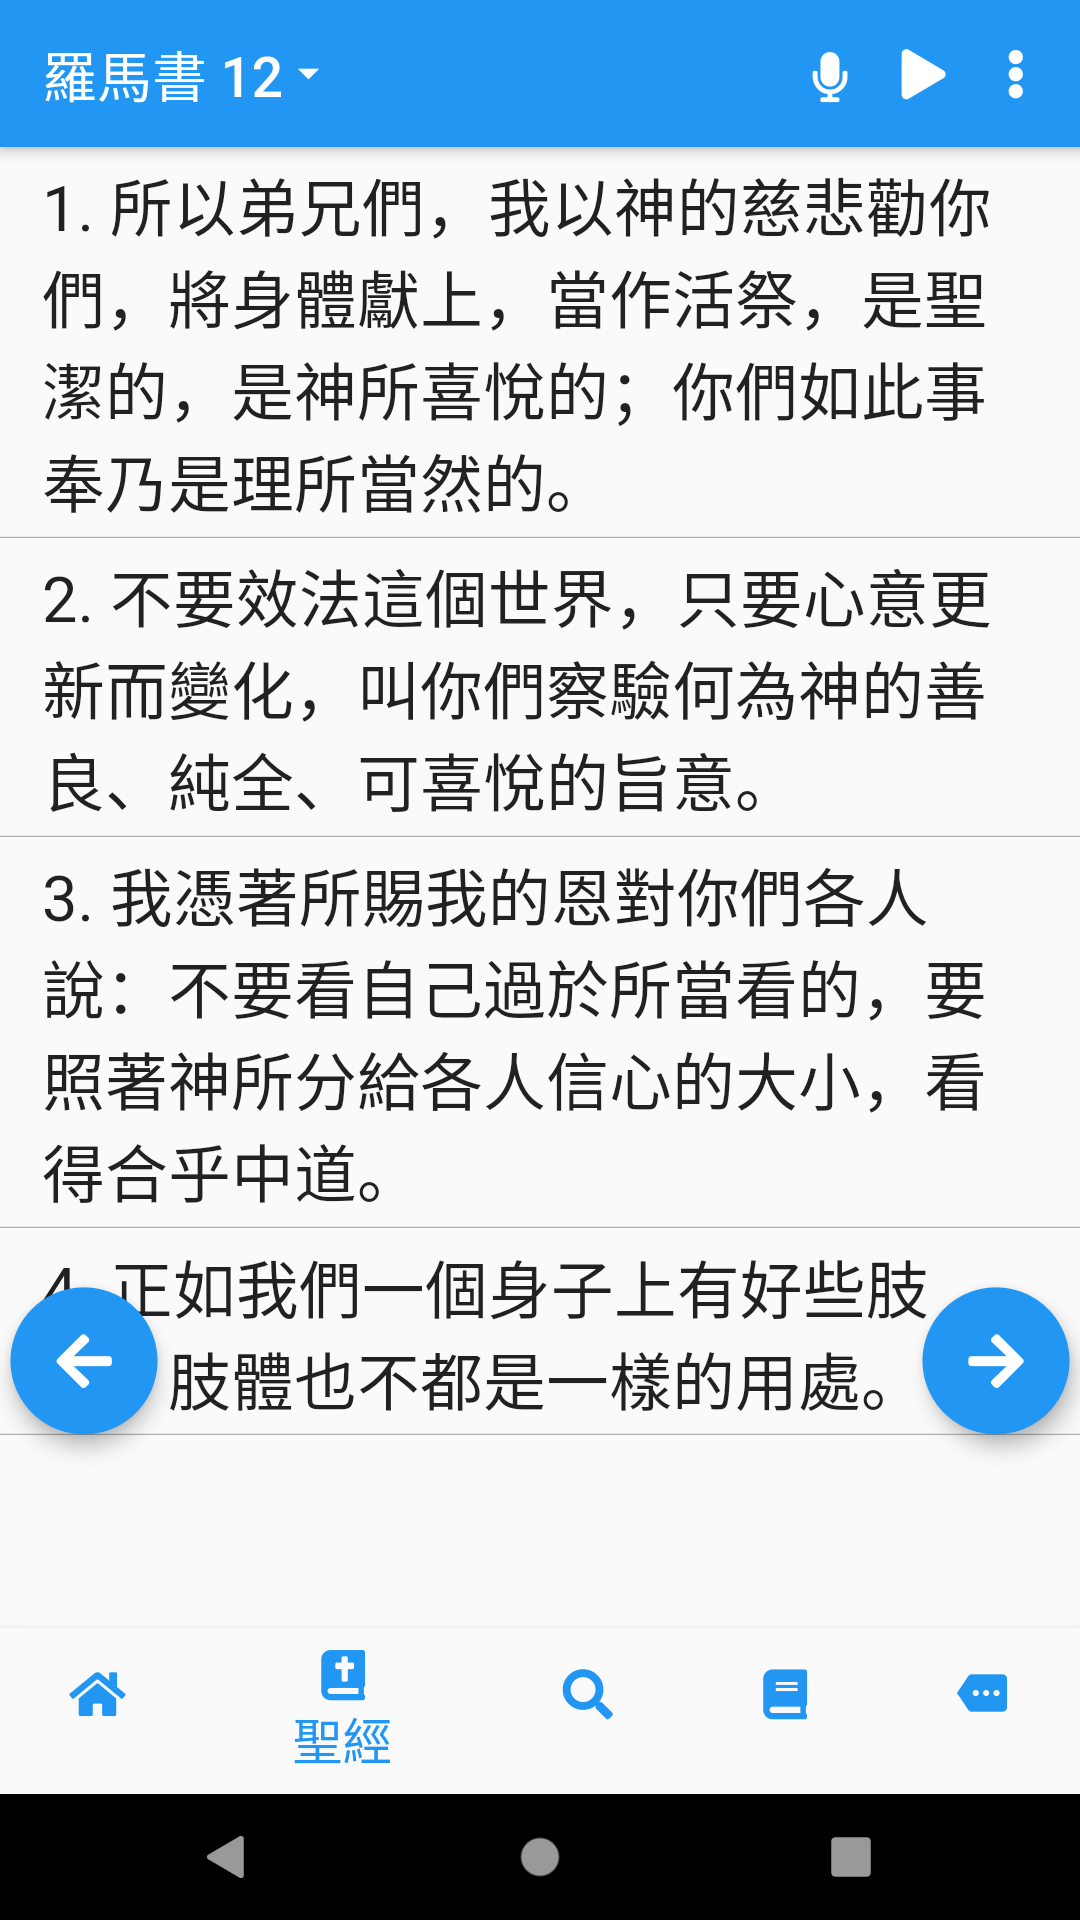 羅馬書 12
1. 所以弟兄們，我以神的慈悲勸你
們，將身體獻上，當作活祭，是聖
潔的，是神所喜悅的；你們如此事
奉乃是理所當然的。
2. 不要效法這個世界，只要心意更
新而變化，叫你們察驗何為神的善
良、純全、可喜悅的旨意。
3. 我憑著所賜我的恩對你們各人
說：不要看自己過於所當看的，要
照著神所分給各人信心的大小，看
得合乎中道。
4. 正如我們一個身子上有好些肢
肢體也不都是一樣的用處。
聖經